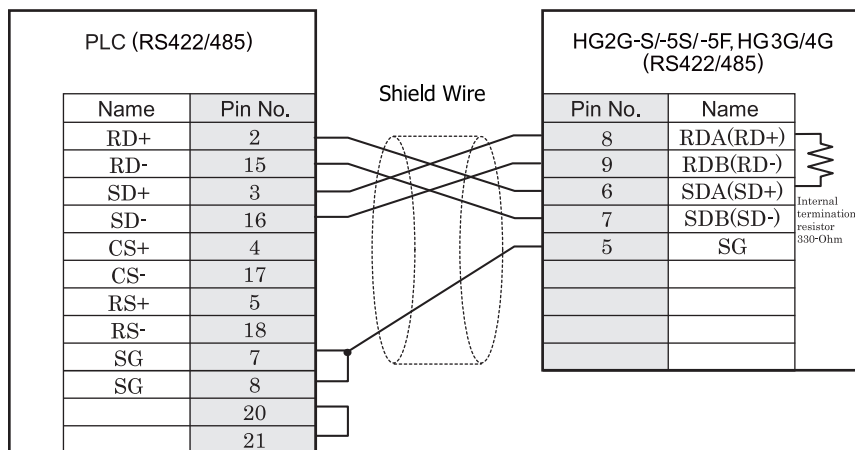 PLC (RS422/485)
Name Pin No.
RD+ 2
RD- 15
SD+ 3
SD- 16
CS+ 4
CS- 17
RS+ 5
RS- 18
SG 7
SG 8
20
21
Shield Wire
HG2G-S/-5S/-5F, HG3G/4G
(RS422/485)
Pin No. Name
8 RDA(RD+)
9 RDB(RD-)
6 SDA(SD+)
7 SDB(SD-)
5 SG
Internal
termination
resistor
330-Ohm